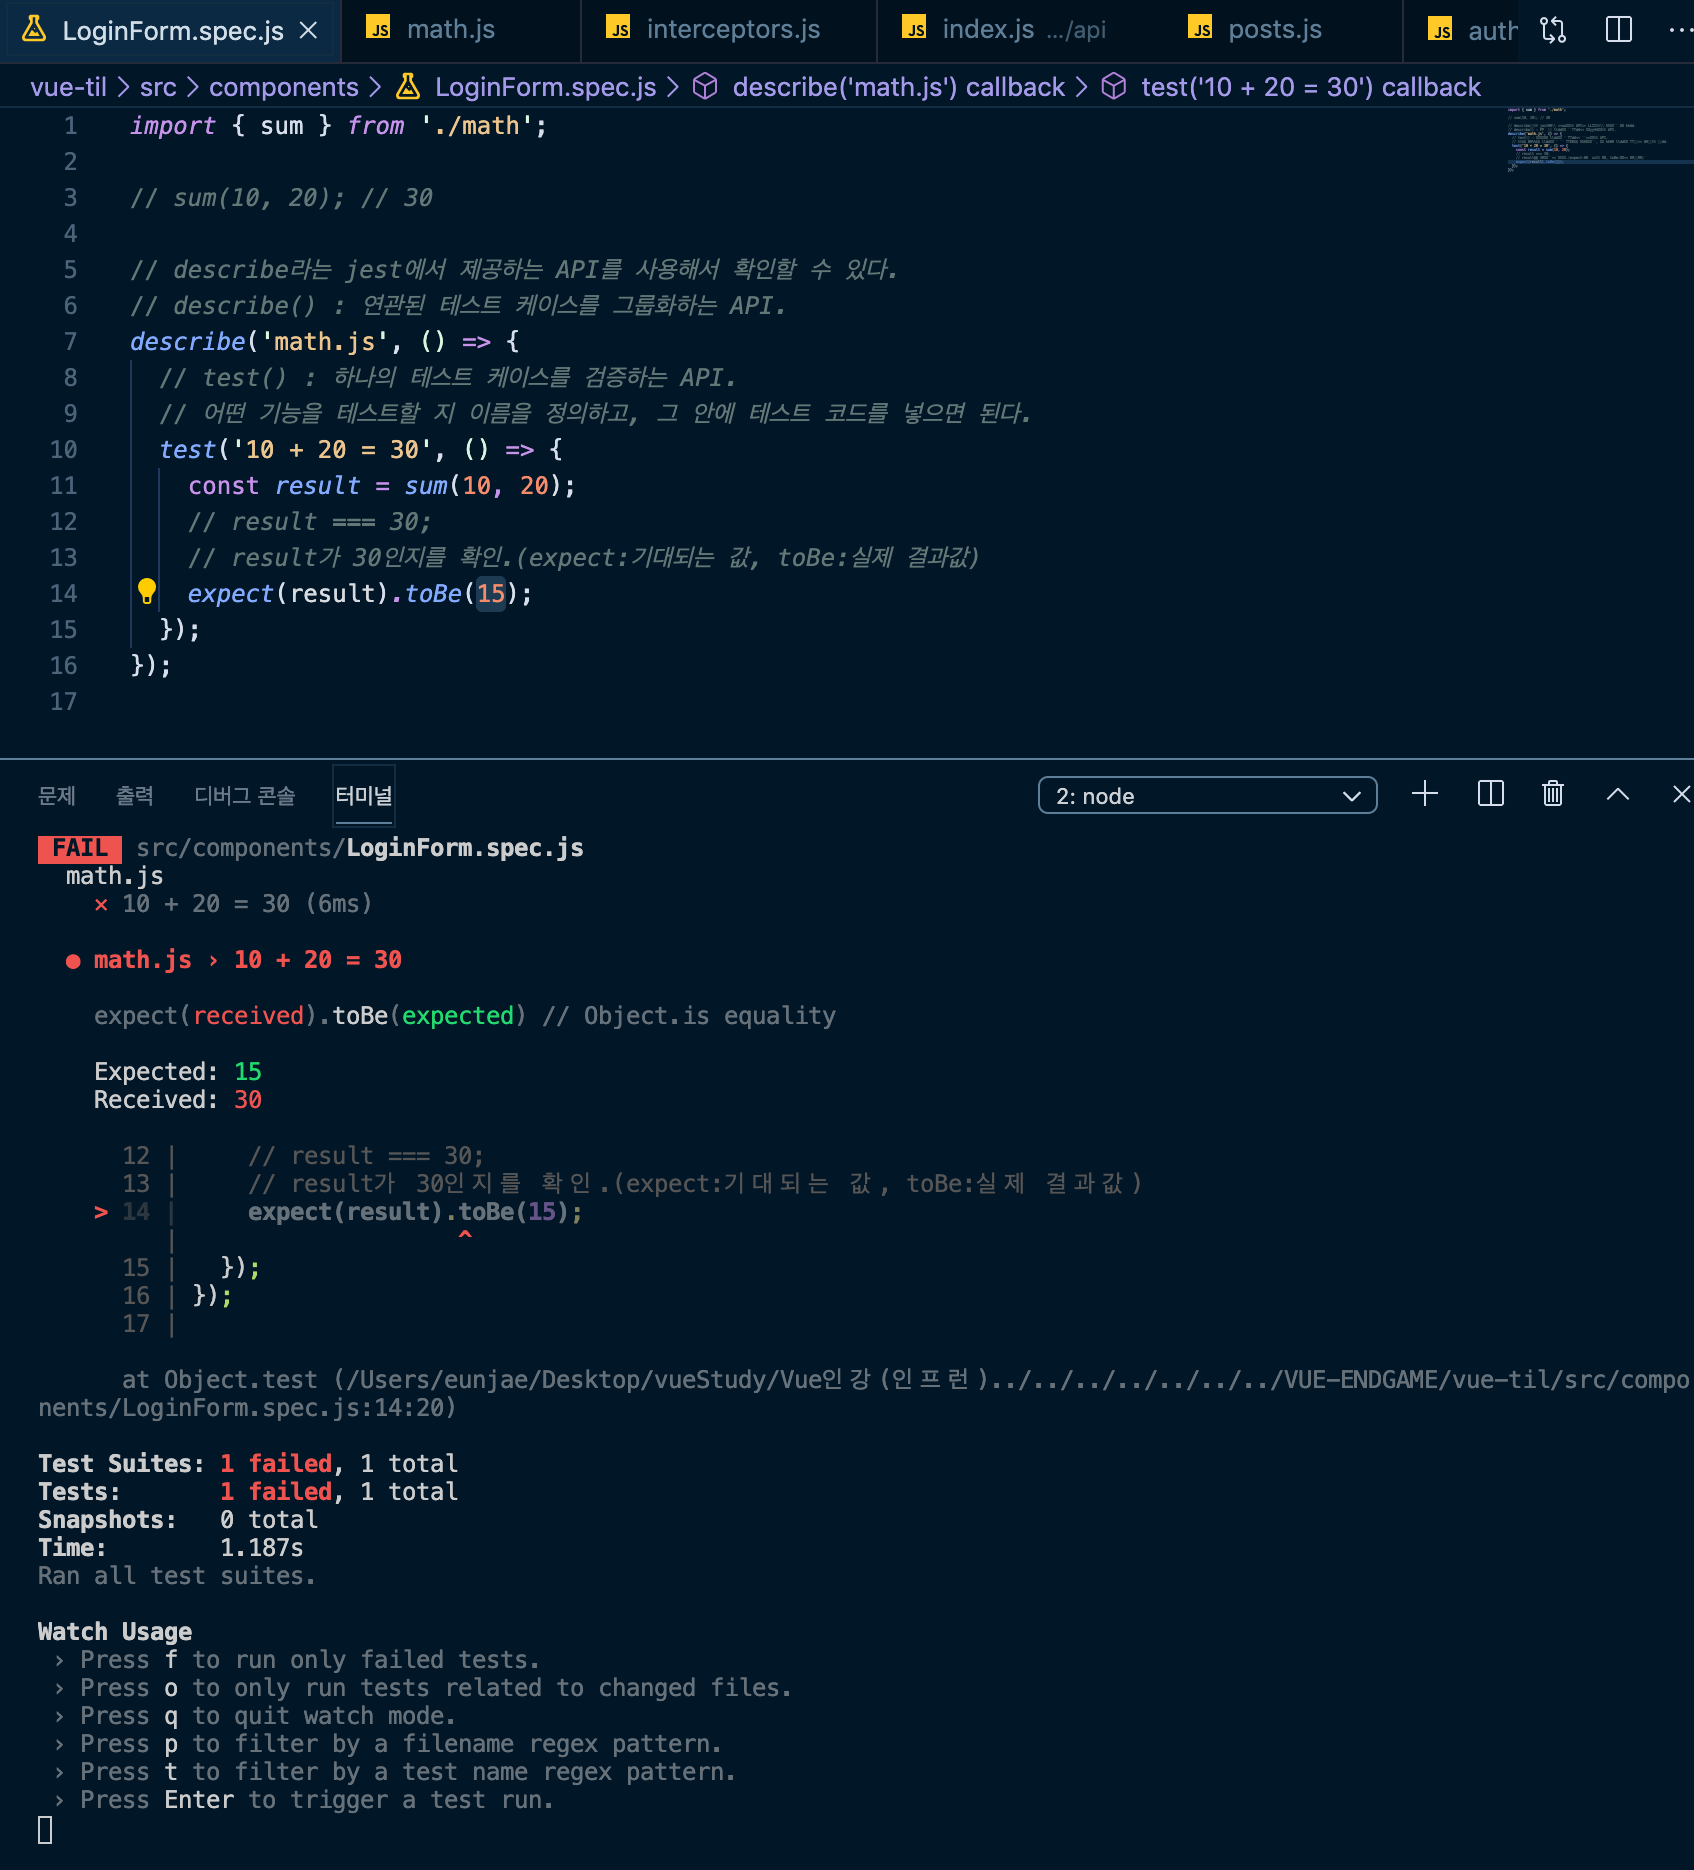 LoginForm.spec.js
JS math.js
JS interceptors.js
JS index.js .../api
JS posts.js
JS auth
vue-til > src > components > LoginForm.spec.js > describe('math.js') callback > test('10 + 20 = 30') callback
1 import { sum } from './math';
2
3 // sum(10, 20); // 30
4
5 // describe라는 jest에서 제공하는 API를 사용해서 확인할 수 있다.
6 // describe() : 연관된 테스트 케이스를 그룹화하는 API.
7 describe('math.js', () => {
8 // test() : 하나의 테스트 케이스를 검증하는 API.
9 // 어떤 기능을 테스트할 지 이름을 정의하고, 그 안에 테스트 코드를 넣으면 된다.
10 test('10 + 20 = 30', () => {
11 const result = sum(10, 20);
12 // result === 30;
13 // result가 30인지를 확인.(expect:기대되는 값, toBe:실제 결과값)
14 expect(result).toBe(15);
15 });
16 });
17
문제 출력 디버그 콘솔 터미널 2: node
FAIL src/components/LoginForm.spec.js
math.js
✕ 10 + 20 = 30 (6ms)
● math.js › 10 + 20 = 30
expect(received).toBe(expected) // Object.is equality
Expected: 15
Received: 30
12 | // result === 30;
13 | // result가 30인지를 확인.(expect:기대되는 값, toBe:실제 결과값)
> 14 | expect(result).toBe(15);
| ^
15 | });
16 | });
17 |
at Object.test (/Users/eunjae/Desktop/vueStudy/Vue인강(인프런)../../../../../../../VUE-ENDGAME/vue-til/src/compo
nents/LoginForm.spec.js:14:20)
Test Suites: 1 failed, 1 total
Tests: 1 failed, 1 total
Snapshots: 0 total
Time: 1.187s
Ran all test suites.
Watch Usage
› Press f to run only failed tests.
› Press o to only run tests related to changed files.
› Press q to quit watch mode.
› Press p to filter by a filename regex pattern.
› Press t to filter by a test name regex pattern.
› Press Enter to trigger a test run.